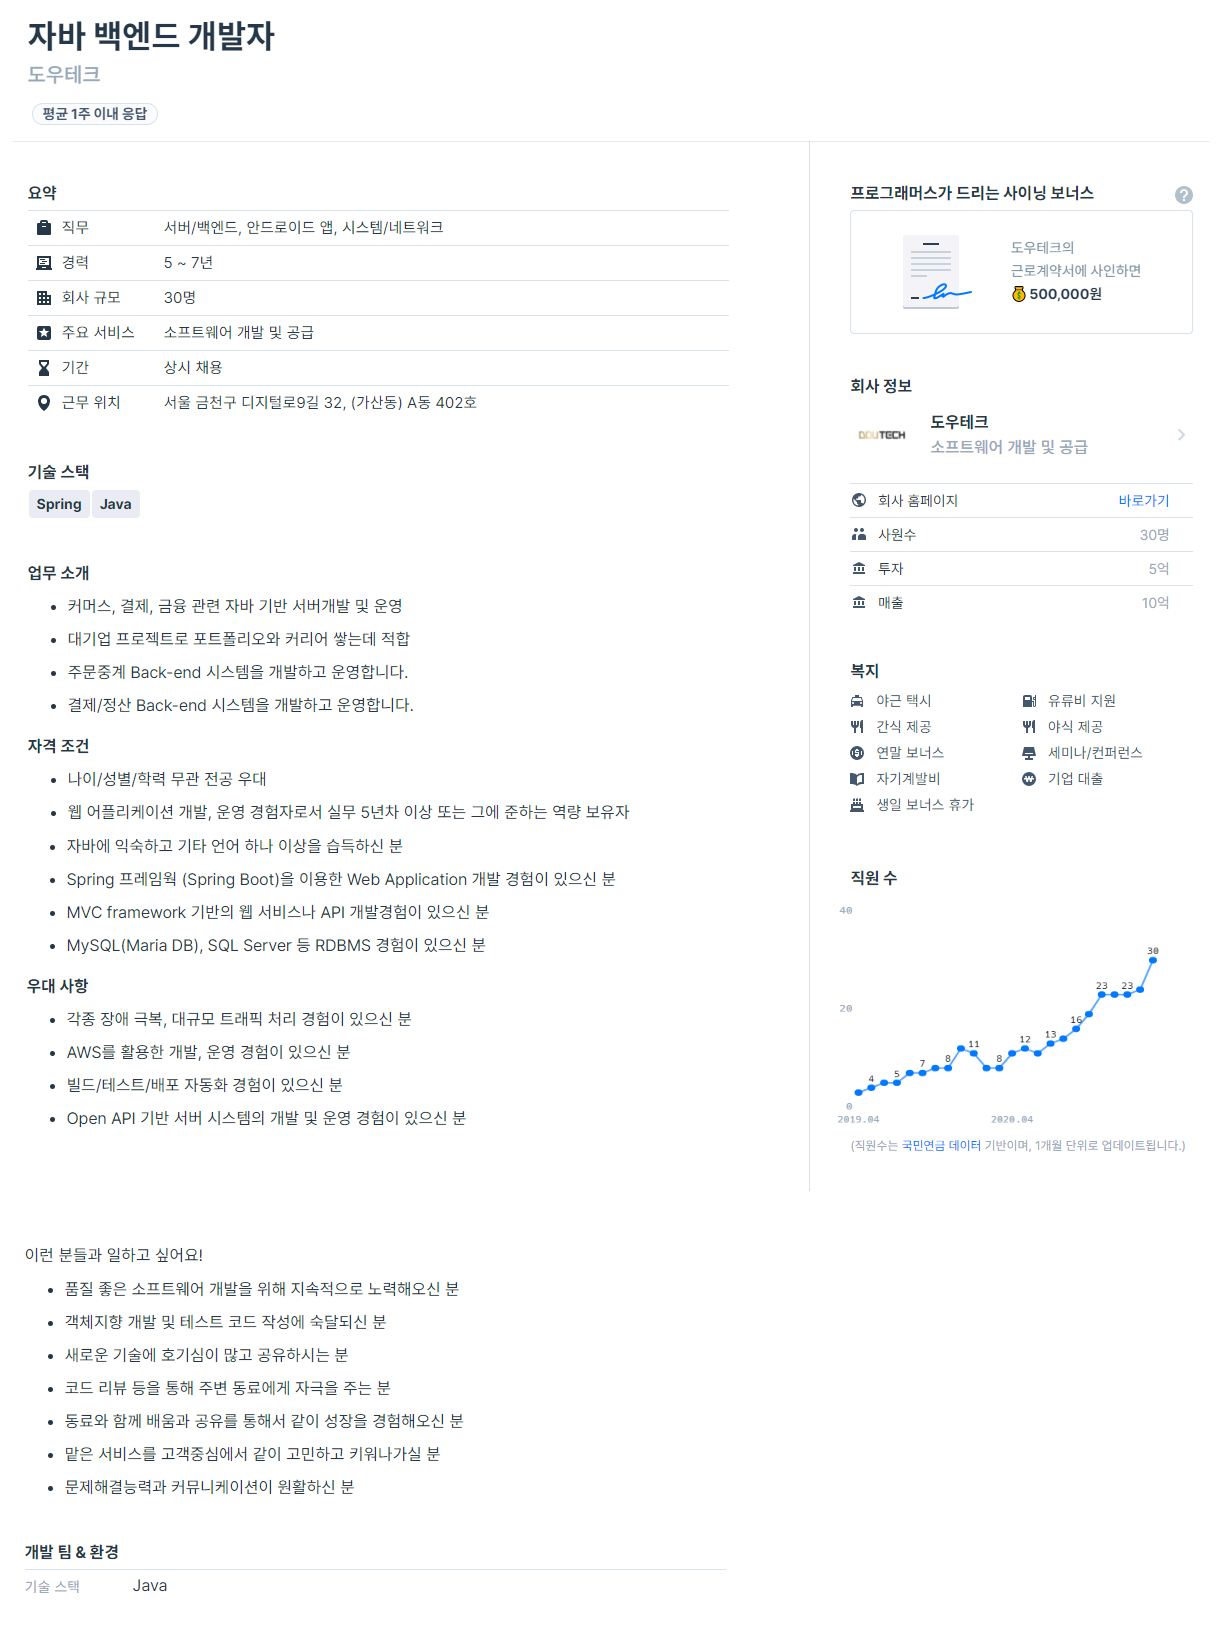 자바 백엔드 개발자
도우테크
평균 1주 이내 응답
요약
직무 서버/백엔드, 안드로이드 앱, 시스템/네트워크
경력 5 ~ 7년
회사 규모 30명
주요 서비스 소프트웨어 개발 및 공급
기간 상시 채용
근무 위치 서울 금천구 디지털로9길 32, (가산동) A동 402호
기술 스택
Spring Java
업무 소개
• 커머스, 결제, 금융 관련 자바 기반 서버개발 및 운영
• 대기업 프로젝트로 포트폴리오와 커리어 쌓는데 적합
• 주문중계 Back-end 시스템을 개발하고 운영합니다.
• 결제/정산 Back-end 시스템을 개발하고 운영합니다.
자격 조건
• 나이/성별/학력 무관 전공 우대
• 웹 어플리케이션 개발, 운영 경험자로서 실무 5년차 이상 또는 그에 준하는 역량 보유자
• 자바에 익숙하고 기타 언어 하나 이상을 습득하신 분
• Spring 프레임웍 (Spring Boot)을 이용한 Web Application 개발 경험이 있으신 분
• MVC framework 기반의 웹 서비스나 API 개발경험이 있으신 분
• MySQL(Maria DB), SQL Server 등 RDBMS 경험이 있으신 분
우대 사항
• 각종 장애 극복, 대규모 트래픽 처리 경험이 있으신 분
• AWS를 활용한 개발, 운영 경험이 있으신 분
• 빌드/테스트/배포 자동화 경험이 있으신 분
• Open API 기반 서버 시스템의 개발 및 운영 경험이 있으신 분
프로그래머스가 드리는 사이닝 보너스 ?
도우테크의
근로계약서에 사인하면
500,000원
회사 정보
DOUTECH
도우테크
소프트웨어 개발 및 공급
회사 홈페이지 바로가기
사원수 30명
투자 5억
매출 10억
복지
야근 택시 유류비 지원
간식 제공 야식 제공
연말 보너스 세미나/컨퍼런스
자기계발비 기업 대출
생일 보너스 휴가
직원 수
40
30
23 23
20
16
13
12
11
8 8
7
5
4
0
2019.04 2020.04
(직원수는 국민연금 데이터 기반이며, 1개월 단위로 업데이트됩니다.)
이런 분들과 일하고 싶어요!
• 품질 좋은 소프트웨어 개발을 위해 지속적으로 노력해오신 분
• 객체지향 개발 및 테스트 코드 작성에 숙달되신 분
• 새로운 기술에 호기심이 많고 공유하시는 분
• 코드 리뷰 등을 통해 주변 동료에게 자극을 주는 분
• 동료와 함께 배움과 공유를 통해서 같이 성장을 경험해오신 분
• 맡은 서비스를 고객중심에서 같이 고민하고 키워나가실 분
• 문제해결능력과 커뮤니케이션이 원활하신 분
개발 팀 & 환경
기술 스택 Java